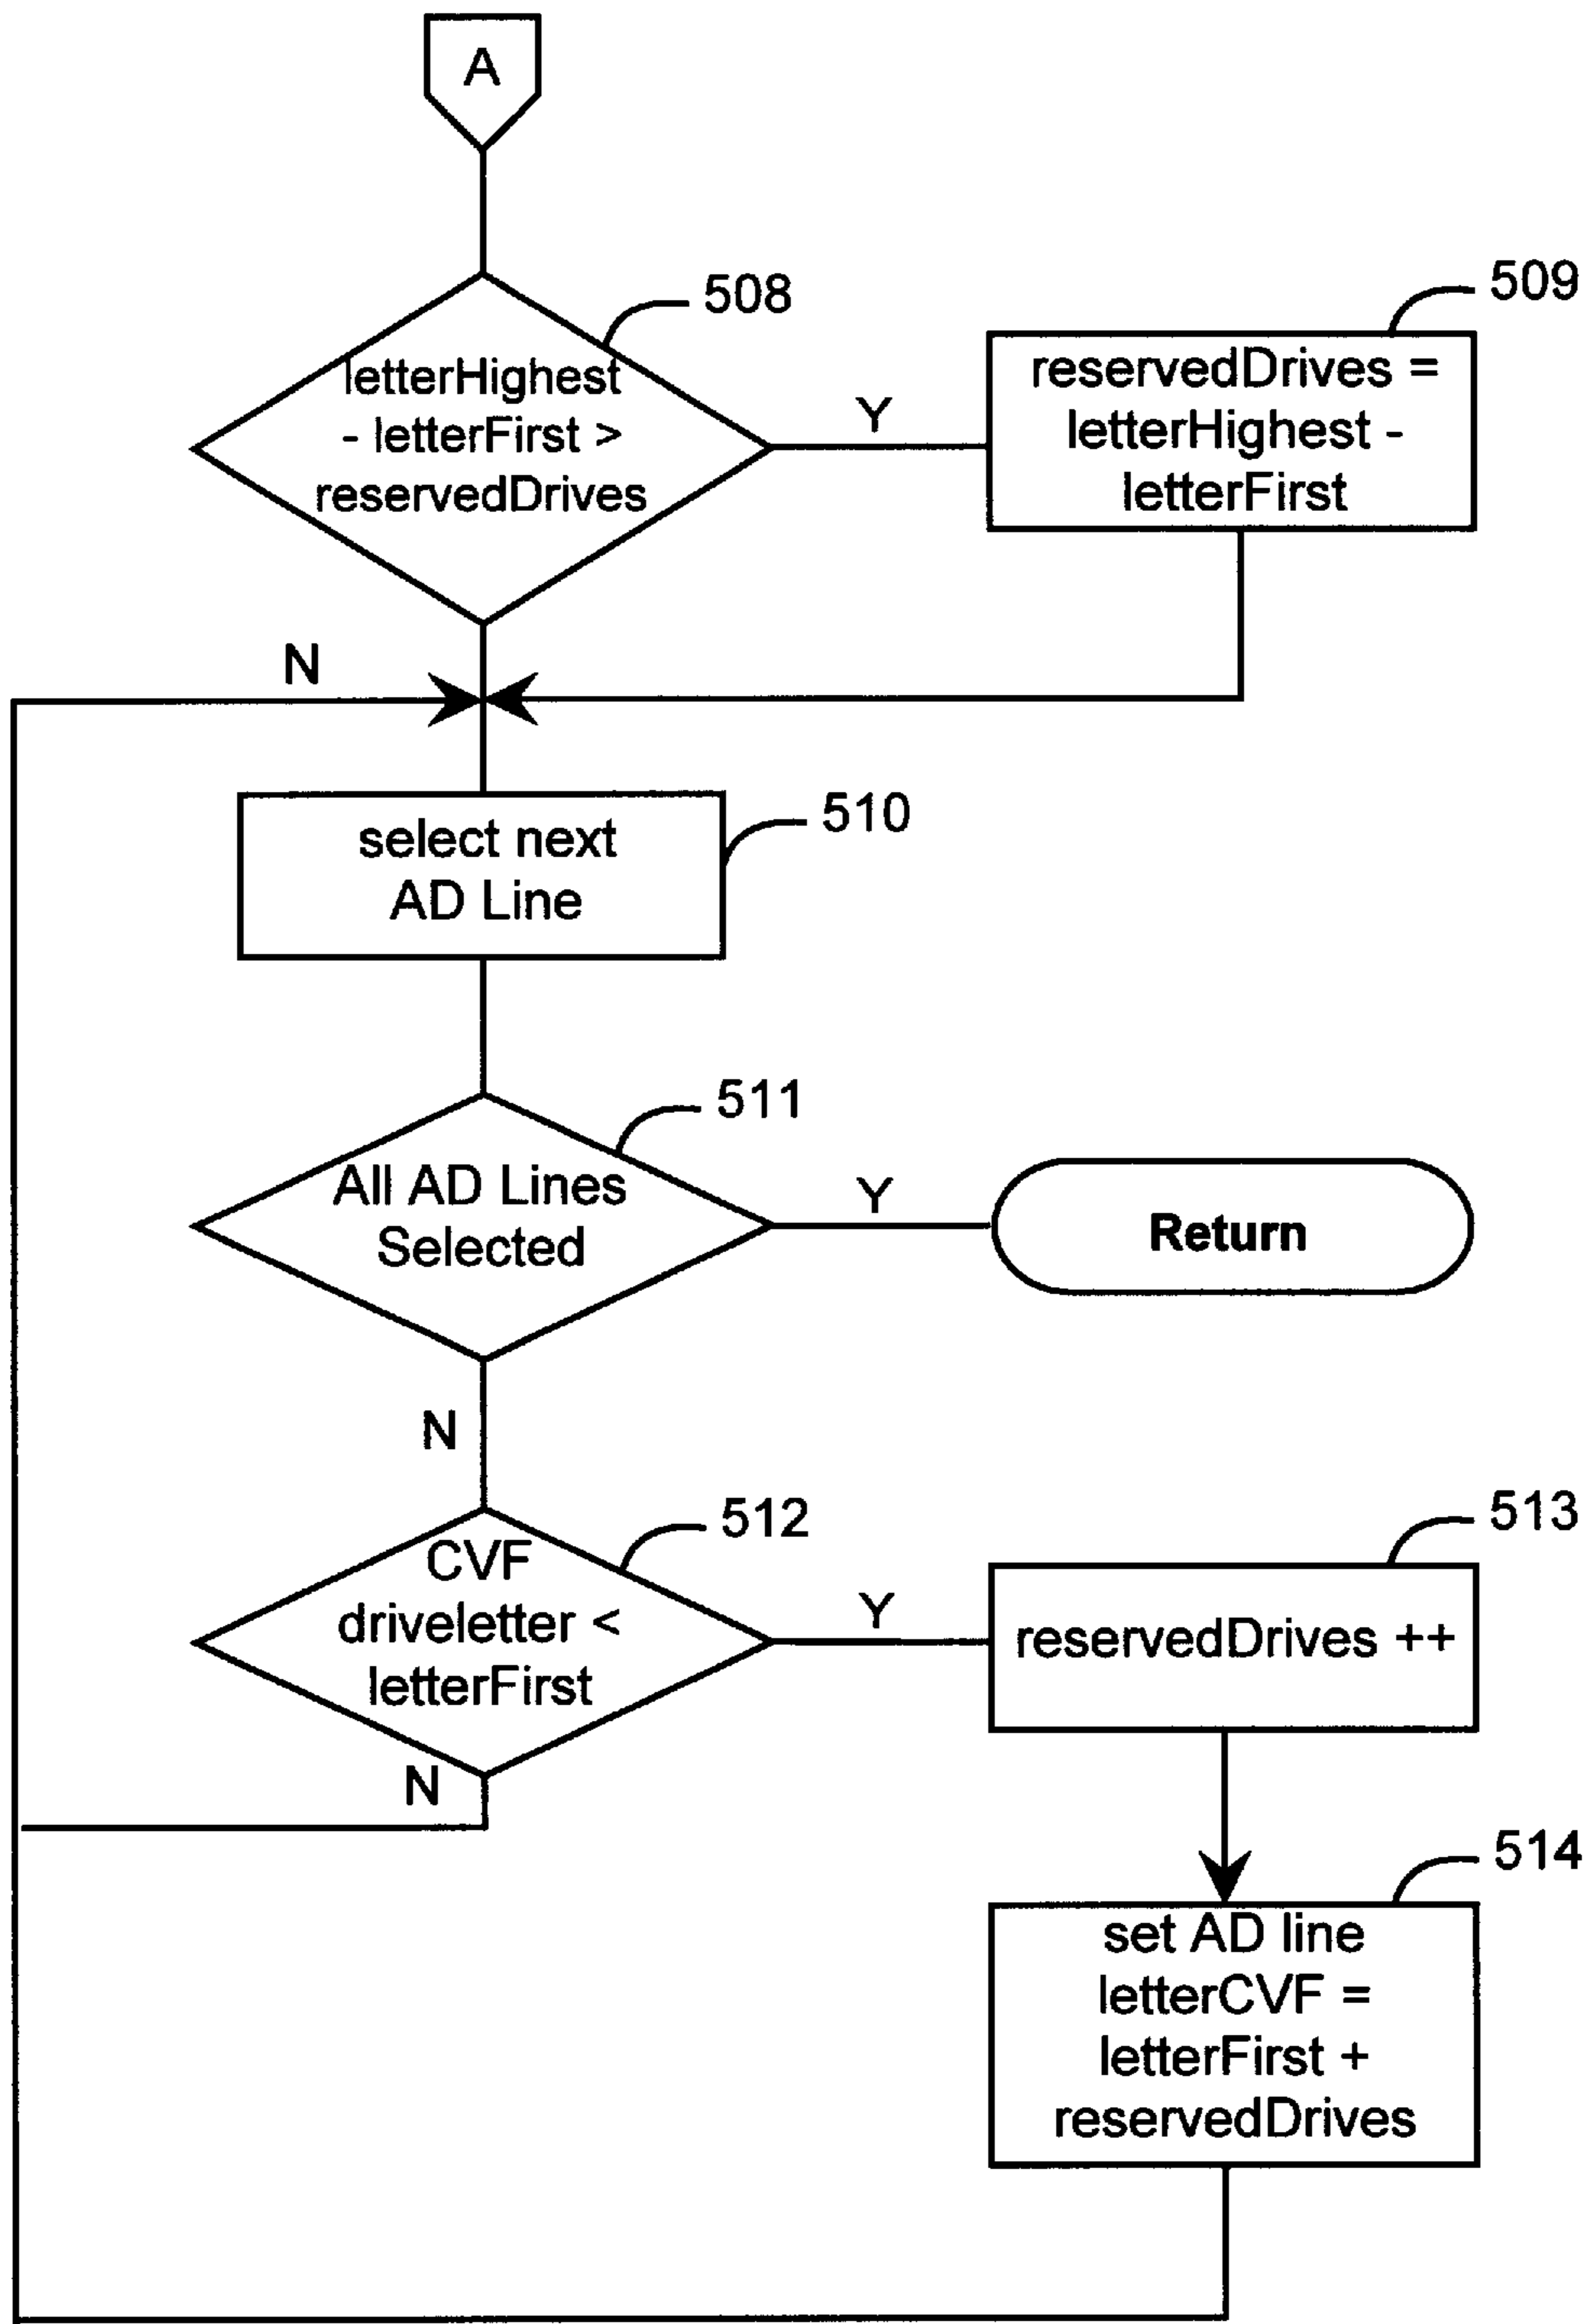 A
508
letterHighest
- letterFirst >
reservedDrives
Y
509
reservedDrives =
letterHighest -
letterFirst
N
510
select next
AD Line
511
All AD Lines
Selected
Y
Return
N
512
CVF
driveletter <
letterFirst
Y
513
reservedDrives ++
N
514
set AD line
letterCVF =
letterFirst +
reservedDrives